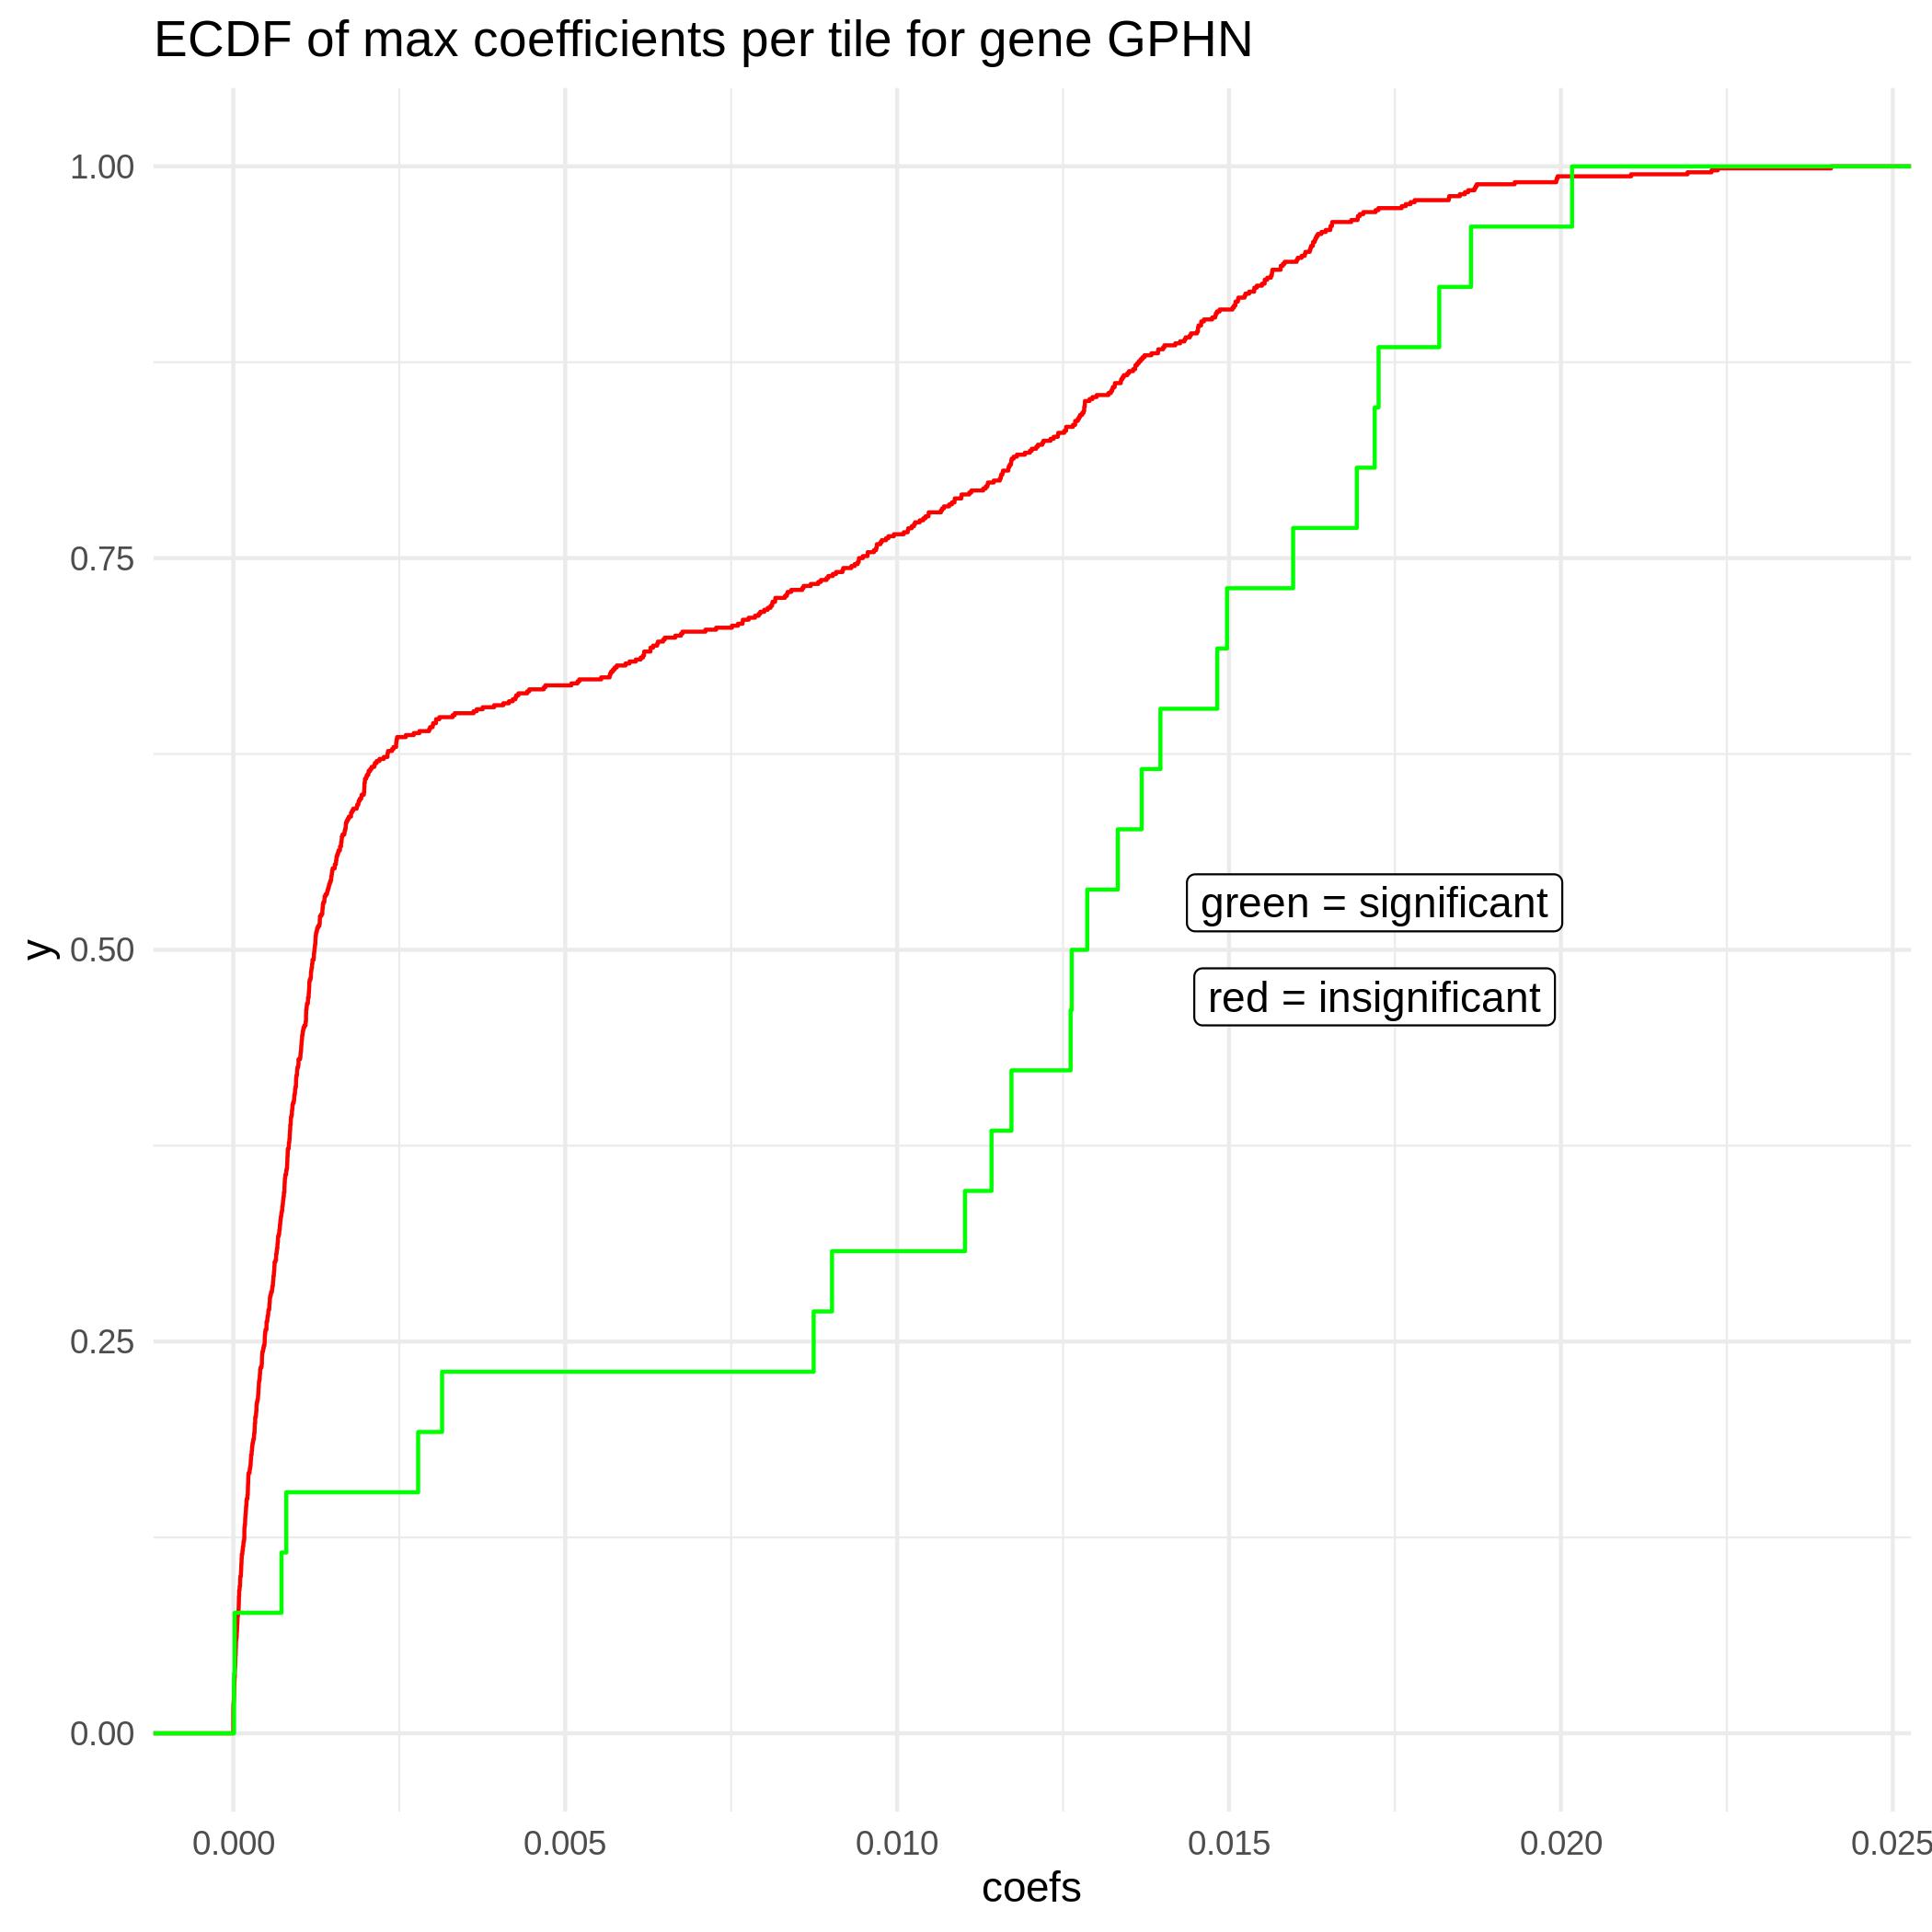 ECDF of max coefficients per tile for gene GPHN
1.00
0.75
0.50
0.25
0.00
y
green = significant
red = insignificant
0.000 0.005 0.010 0.015 0.020 0.025
coefs